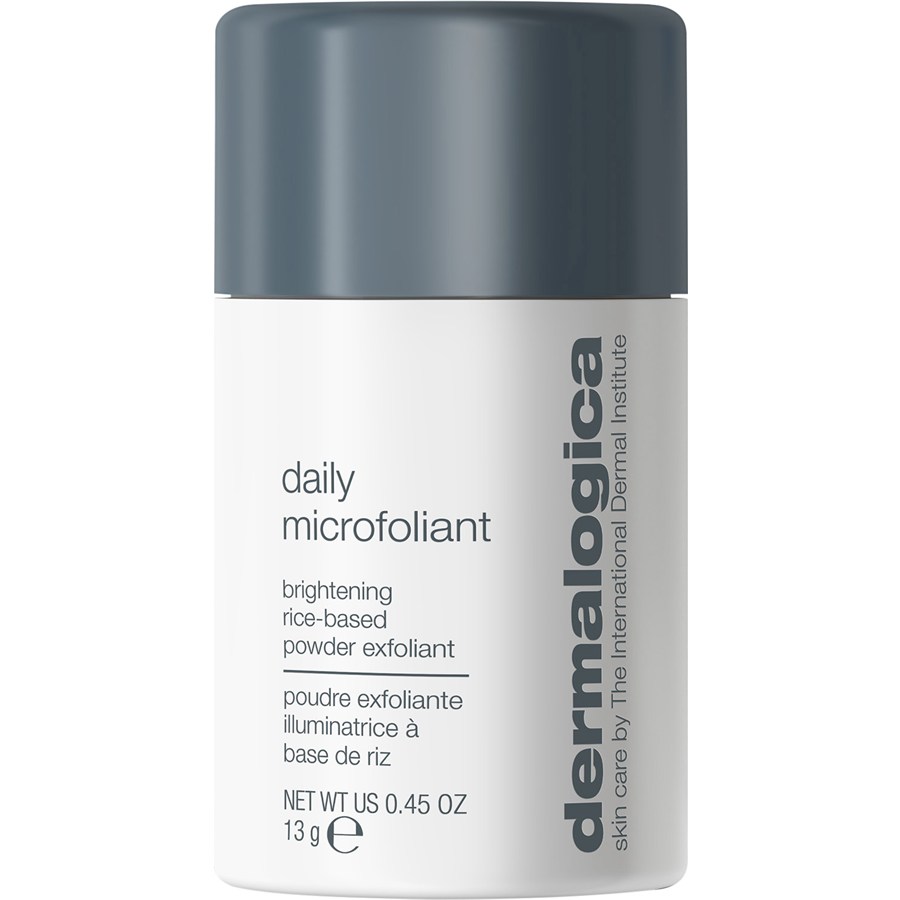 daily
microfoliant
brightening
rice-based
powder exfoliant
poudre exfoliante
illuminatrice à
base de riz
NET WT US 0.45 OZ
13 g ℮
dermalogica
skin care by The International Dermal Institute